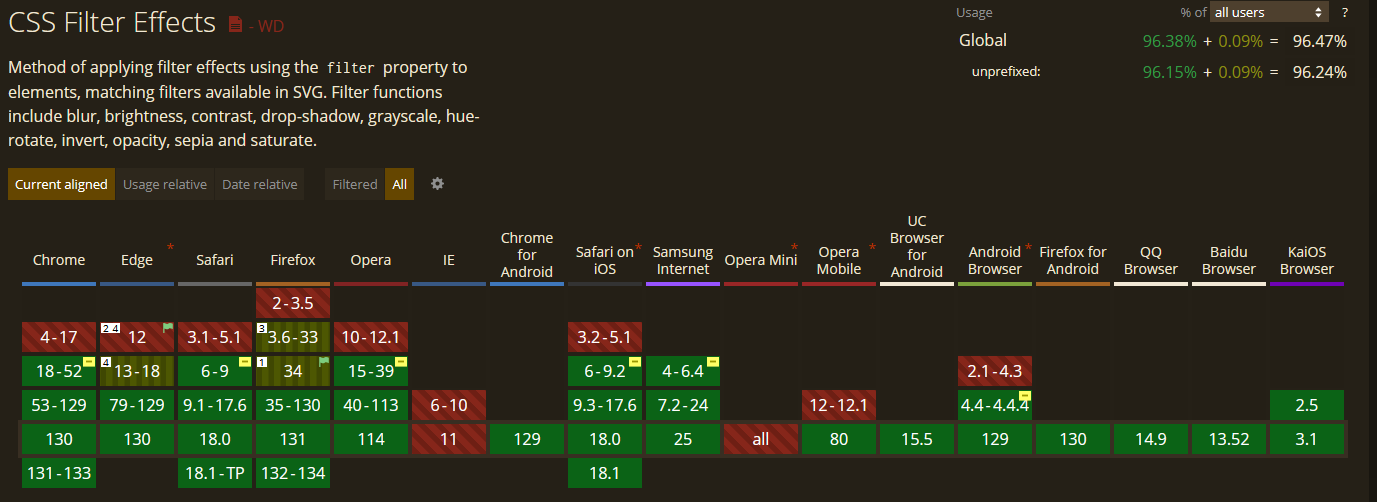 CSS Filter Effects - WD
Usage % of all users ?
Global 96.38% + 0.09% = 96.47%
unprefixed: 96.15% + 0.09% = 96.24%
Method of applying filter effects using the filter property to
elements, matching filters available in SVG. Filter functions
include blur, brightness, contrast, drop-shadow, grayscale, hue-
rotate, invert, opacity, sepia and saturate.
Current aligned Usage relative Date relative Filtered All
Chrome
Edge *
Safari
Firefox
Opera
IE
Chrome
for
Android
Safari on *
iOS
Samsung
Internet
Opera Mini *
Opera *
Mobile
UC
Browser
for
Android
Android *
Browser
Firefox for
Android
QQ
Browser
Baidu
Browser
KaiOS
Browser
2-3.5
4-17 2 4 12 3.1-5.1 3 3.6-33 10-12.1 3.2-5.1
18-52 4 13-18 6-9 1 34 15-39 6-9.2 4-6.4 2.1-4.3
53-129 79-129 9.1-17.6 35-130 40-113 6-10 9.3-17.6 7.2-24 12-12.1 4.4-4.4.4 2.5
130 130 18.0 131 114 11 129 18.0 25 all 80 15.5 129 130 14.9 13.52 3.1
131-133 18.1-TP 132-134 18.1